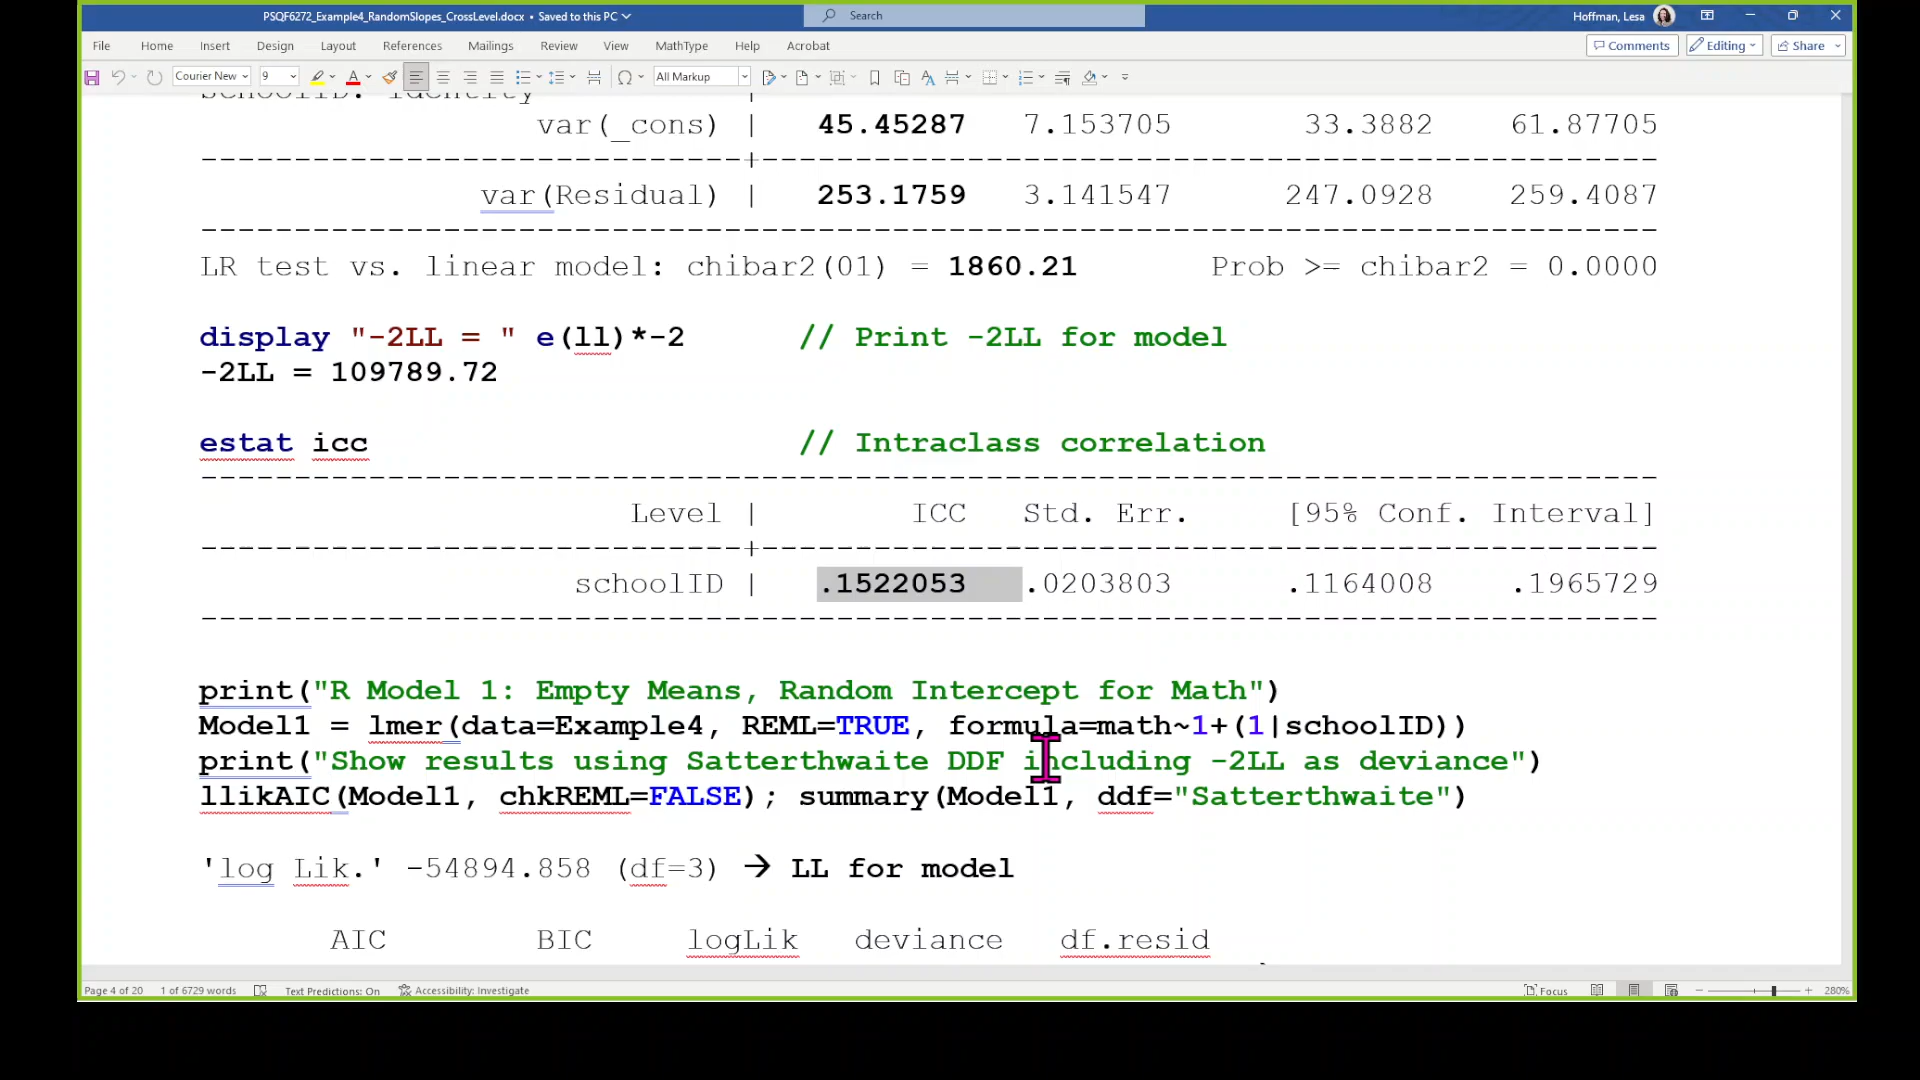 PSQF6272_Example4_RandomSlopes_CrossLevel.docx • Saved to this PC
Search
Hoffman, Lesa
File Home Insert Design Layout References Mailings Review View MathType Help Acrobat
Comments Editing Share
Courier New 9 All Markup
schoolID: Identity |
var(_cons) | 45.45287 7.153705 33.3882 61.87705
-----------------------------+------------------------------------------------
var(Residual) | 253.1759 3.141547 247.0928 259.4087
------------------------------------------------------------------------------
LR test vs. linear model: chibar2(01) = 1860.21 Prob >= chibar2 = 0.0000
display "-2LL = " e(ll)*-2 // Print -2LL for model
-2LL = 109789.72
estat icc // Intraclass correlation
------------------------------------------------------------------------------
Level | ICC Std. Err. [95% Conf. Interval]
-----------------------------+------------------------------------------------
schoolID | .1522053 .0203803 .1164008 .1965729
------------------------------------------------------------------------------
print("R Model 1: Empty Means, Random Intercept for Math")
Model1 = lmer(data=Example4, REML=TRUE, formula=math~1+(1|schoolID))
print("Show results using Satterthwaite DDF including -2LL as deviance")
llikAIC(Model1, chkREML=FALSE); summary(Model1, ddf="Satterthwaite")
'log Lik.' -54894.858 (df=3) → LL for model
AIC BIC logLik deviance df.resid
Page 4 of 20 1 of 6729 words Text Predictions: On Accessibility: Investigate Focus 280%